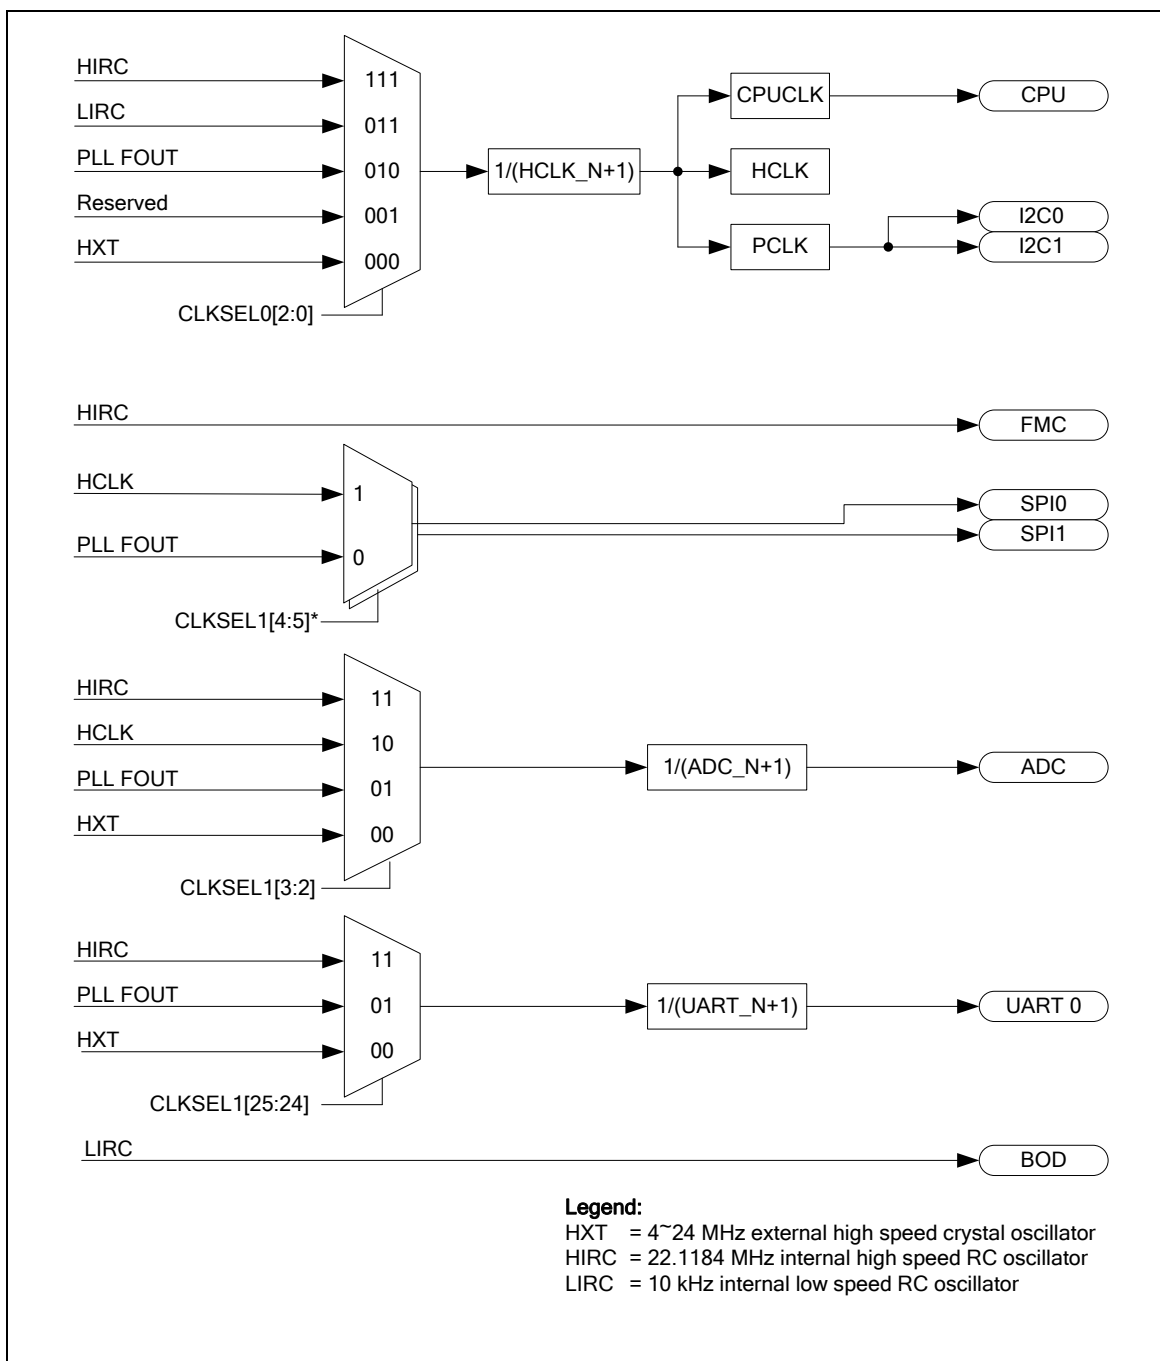 HIRC
LIRC
PLL FOUT
Reserved
HXT
111
011
010
001
000
CLKSEL0[2:0]
1/(HCLK_N+1)
CPUCLK
HCLK
PCLK
CPU
I2C0
I2C1
HIRC
FMC
HCLK
PLL FOUT
1
0
CLKSEL1[4:5]*
SPI0
SPI1
HIRC
HCLK
PLL FOUT
HXT
11
10
01
00
CLKSEL1[3:2]
1/(ADC_N+1)
ADC
HIRC
PLL FOUT
HXT
11
01
00
CLKSEL1[25:24]
1/(UART_N+1)
UART 0
LIRC
BOD
Legend:
HXT = 4~24 MHz external high speed crystal oscillator
HIRC = 22.1184 MHz internal high speed RC oscillator
LIRC = 10 kHz internal low speed RC oscillator